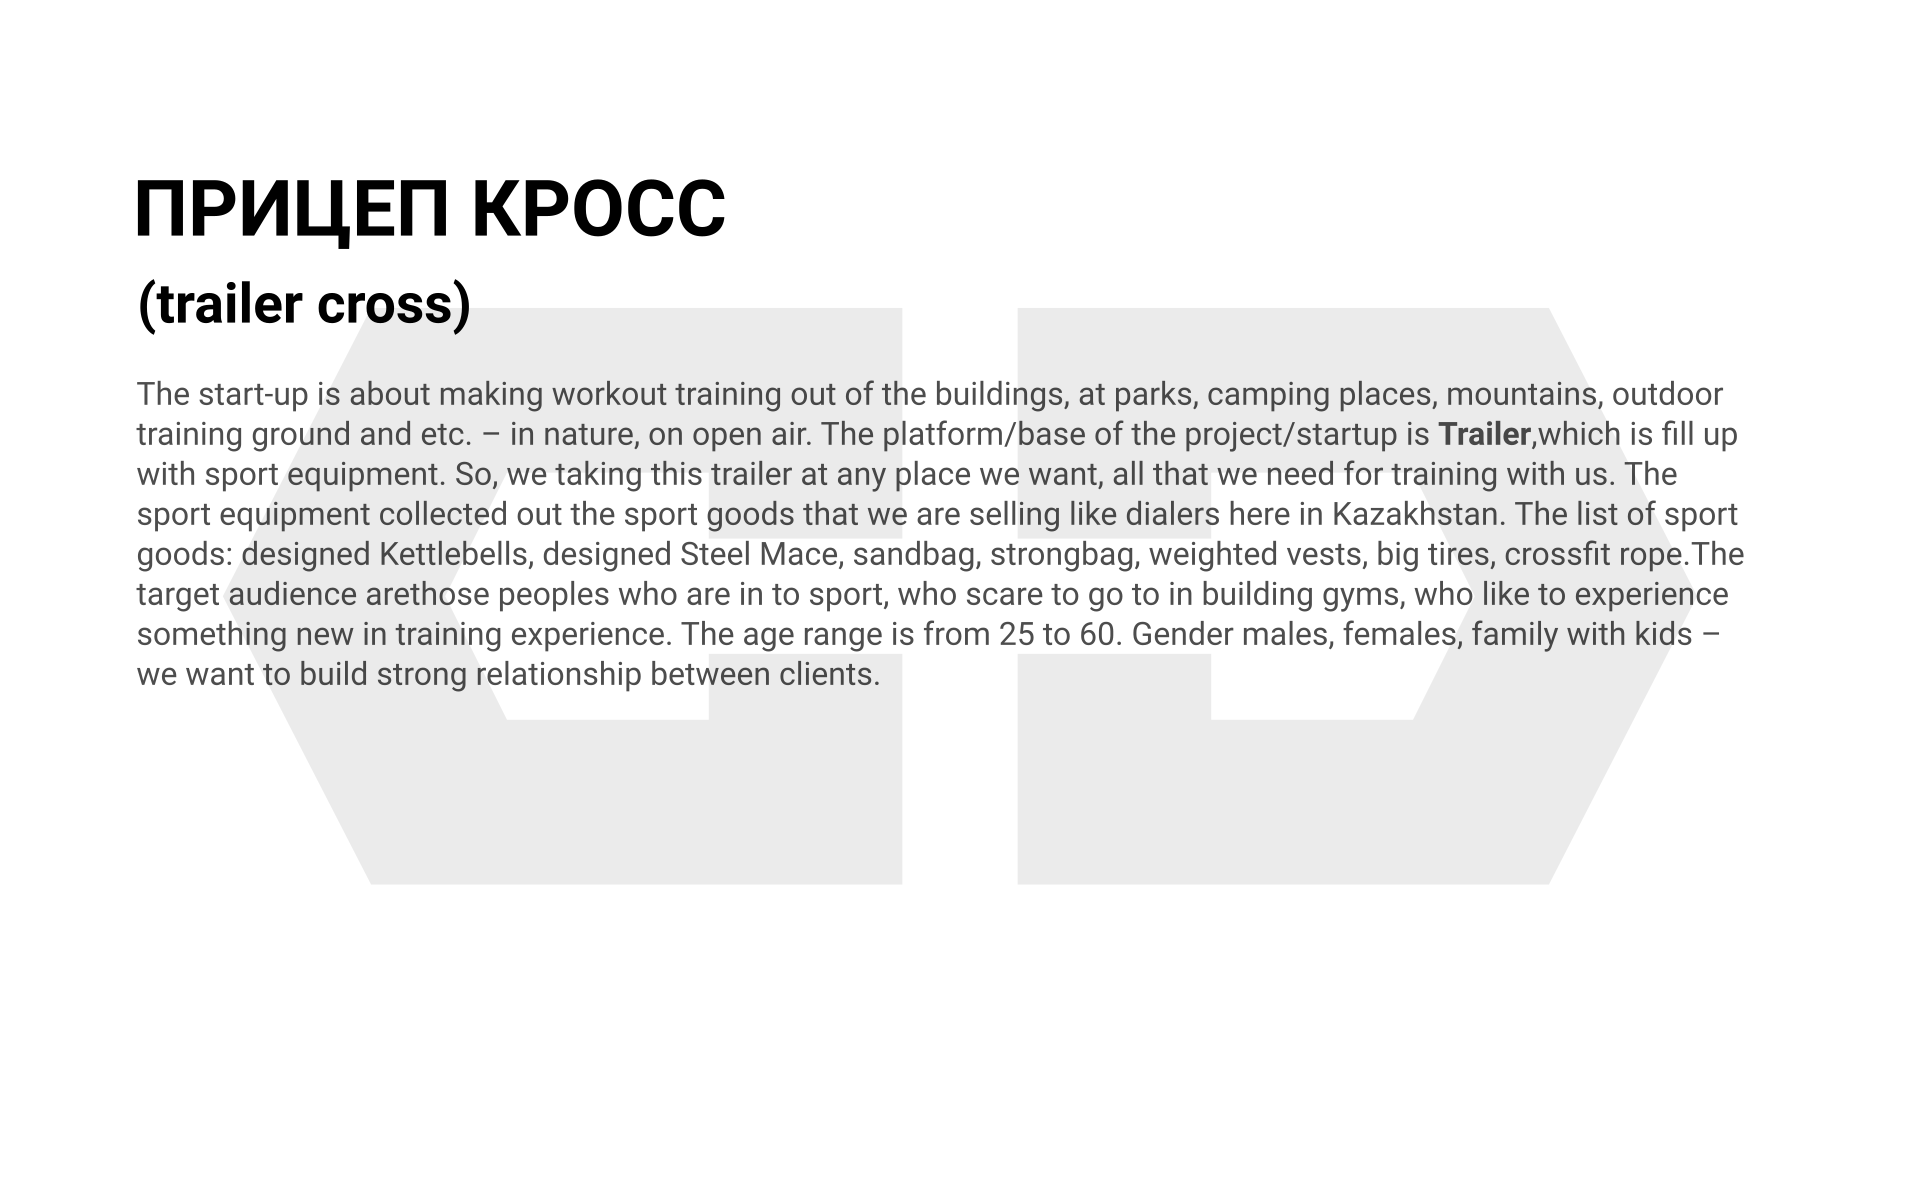 ПРИЦЕП КРОСС
(trailer cross)
The start-up is about making workout training out of the buildings, at parks, camping places, mountains, outdoor
training ground and etc. – in nature, on open air. The platform/base of the project/startup is Trailer,which is fill up
with sport equipment. So, we taking this trailer at any place we want, all that we need for training with us. The
sport equipment collected out the sport goods that we are selling like dialers here in Kazakhstan. The list of sport
goods: designed Kettlebells, designed Steel Mace, sandbag, strongbag, weighted vests, big tires, crossfit rope.The
target audience arethose peoples who are in to sport, who scare to go to in building gyms, who like to experience
something new in training experience. The age range is from 25 to 60. Gender males, females, family with kids –
we want to build strong relationship between clients.